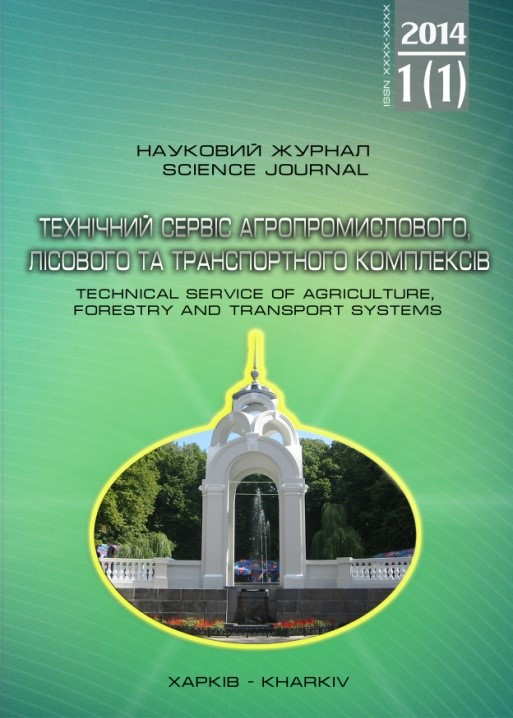 ISSN XXXX-XXXX
2014
1(1)
НАУКОВИЙ ЖУРНАЛ
SCIENCE JOURNAL
ТЕХНІЧНИЙ СЕРВІС АГРОПРОМИСЛОВОГО,
ЛІСОВОГО ТА ТРАНСПОРТНОГО КОМПЛЕКСІВ
TECHNICAL SERVICE OF AGRICULTURE,
FORESTRY AND TRANSPORT SYSTEMS
ХАРКІВ - KHARKIV